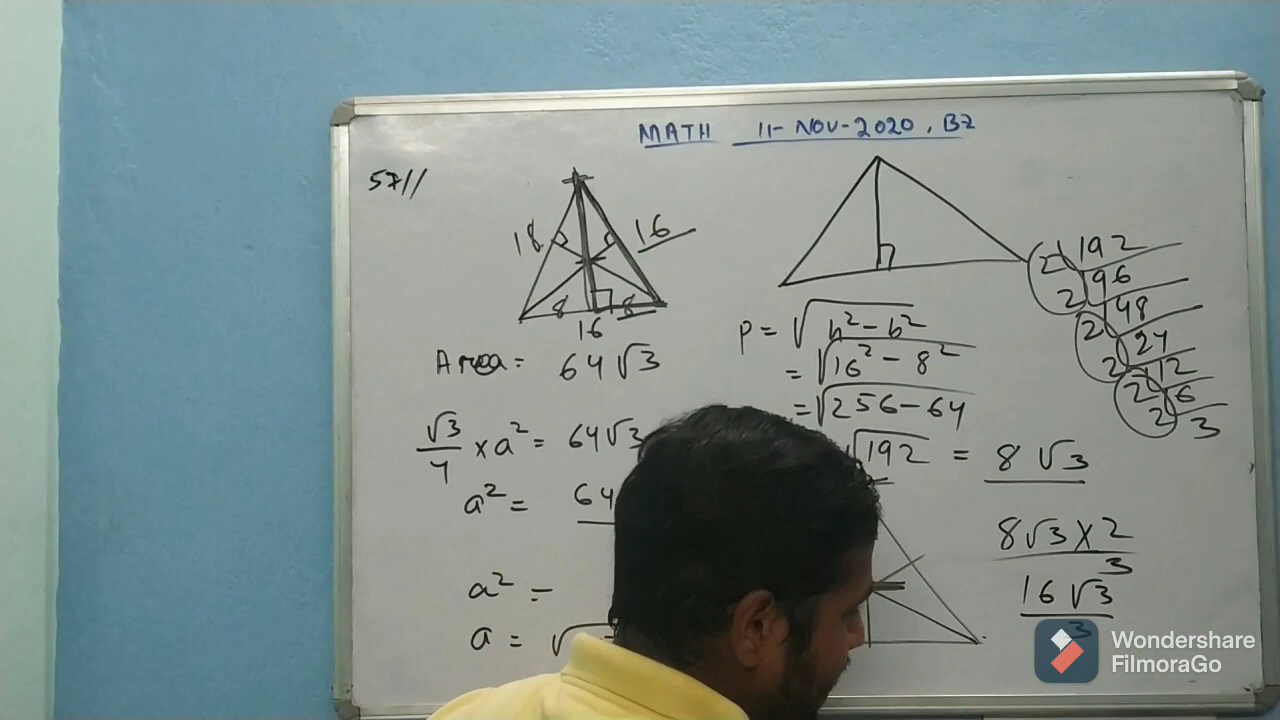 MATH 11-NOV-2020, B2
57//
18
16
8
8
16
Area = 64√3
√3/4 × a² = 64√3
a² = 64
a² =
a = √
P = √h²-b²
= √16² - 8²
= √256-64
√192 = 8√3
2 192
2 96
2 48
2 24
2 12
2 6
3
8√3×2
3
16√3
3
Wondershare
FilmoraGo